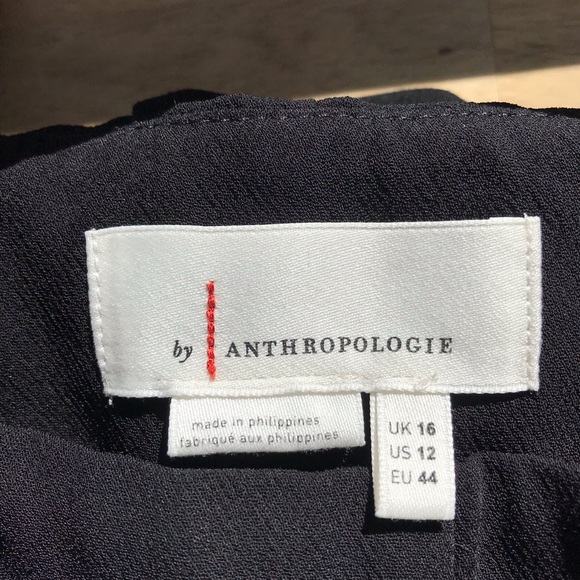 by ANTHROPOLOGIE
made in philippines
fabriqué aux philippines
UK 16
US 12
EU 44